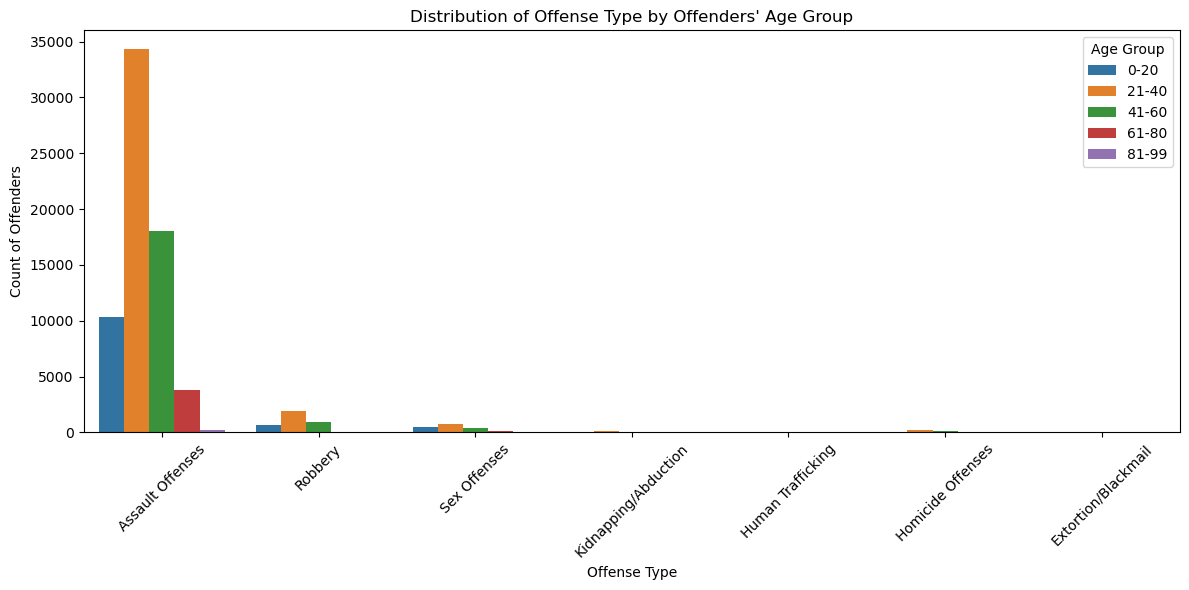 Distribution of Offense Type by Offenders' Age Group
Count of Offenders
35000
30000
25000
20000
15000
10000
5000
0
Age Group
0-20
21-40
41-60
61-80
81-99
Assault Offenses
Robbery
Sex Offenses
Kidnapping/Abduction
Human Trafficking
Homicide Offenses
Extortion/Blackmail
Offense Type